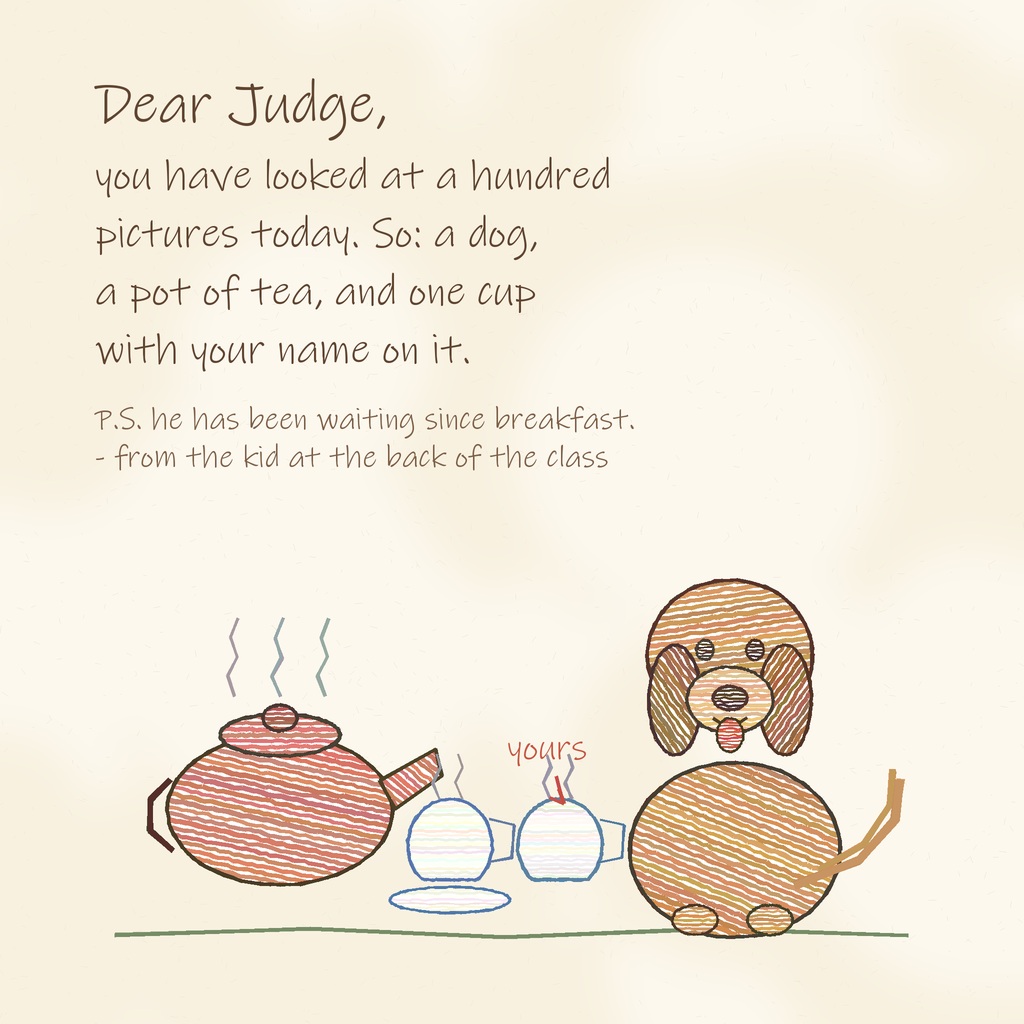 Dear Judge,
you have looked at a hundred
pictures today. So: a dog,
a pot of tea, and one cup
with your name on it.
P.S. he has been waiting since breakfast.
- from the kid at the back of the class
yours